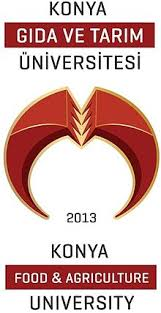 KONYA
GIDA VE TARIM
ÜNİVERSİTESİ
2013
KONYA
FOOD & AGRICULTURE
UNIVERSITY